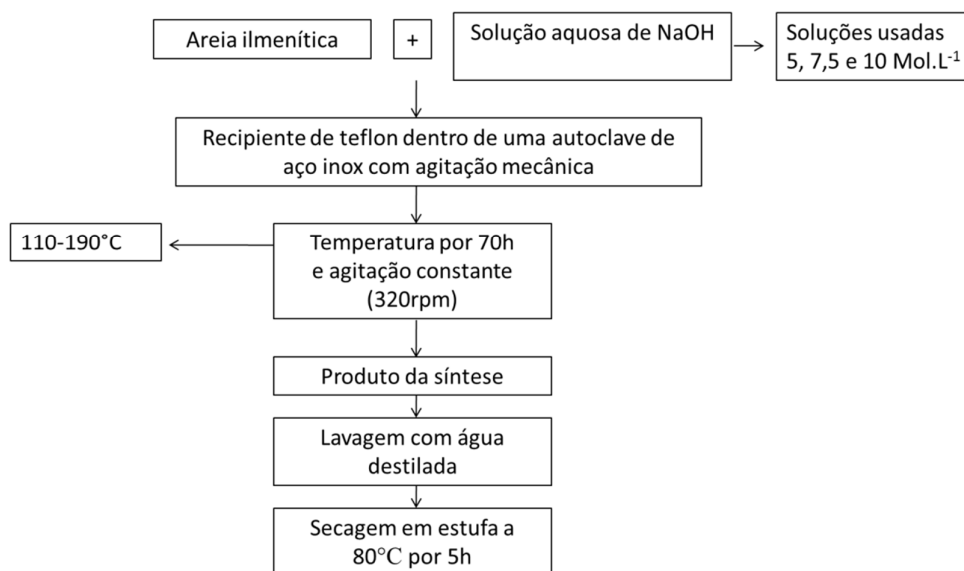 Areia ilmenítica
+
Solução aquosa de NaOH
Soluções usadas
5, 7,5 e 10 Mol.L⁻¹
Recipiente de teflon dentro de uma autoclave de
aço inox com agitação mecânica
110-190°C
Temperatura por 70h
e agitação constante
(320rpm)
Produto da síntese
Lavagem com água
destilada
Secagem em estufa a
80°C por 5h